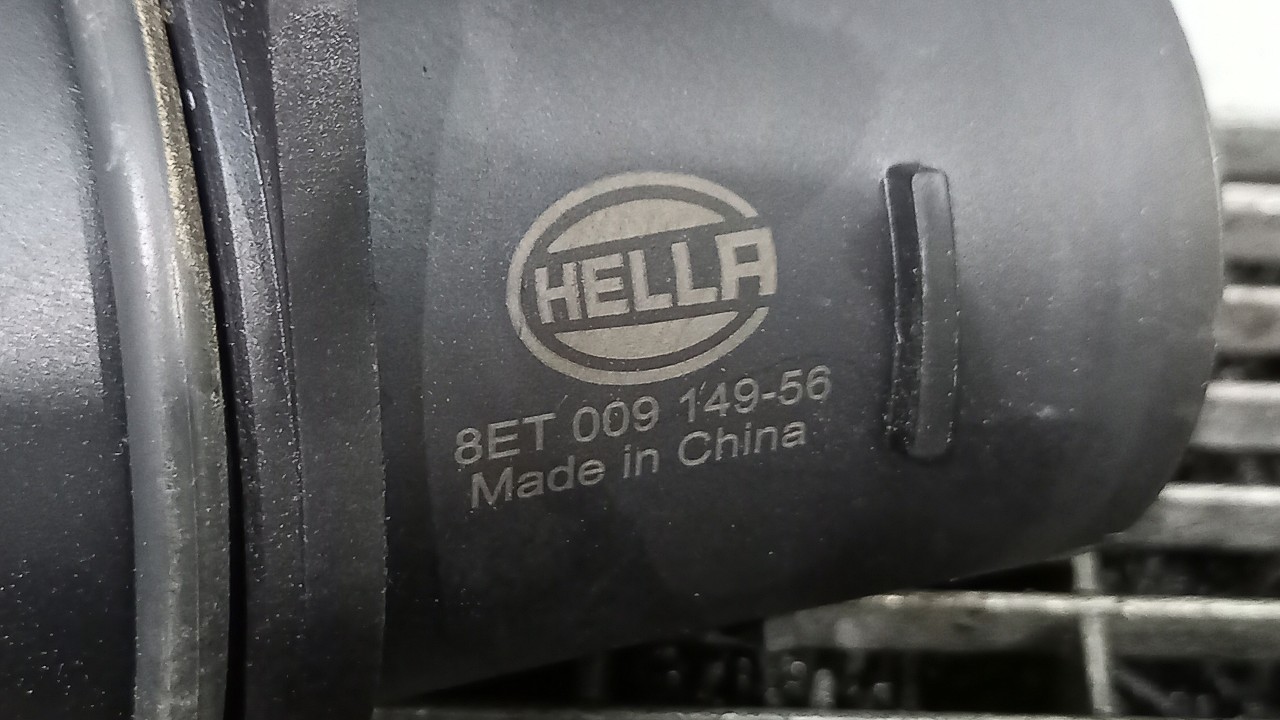 HELLA
8ET 009 149-56
Made in China